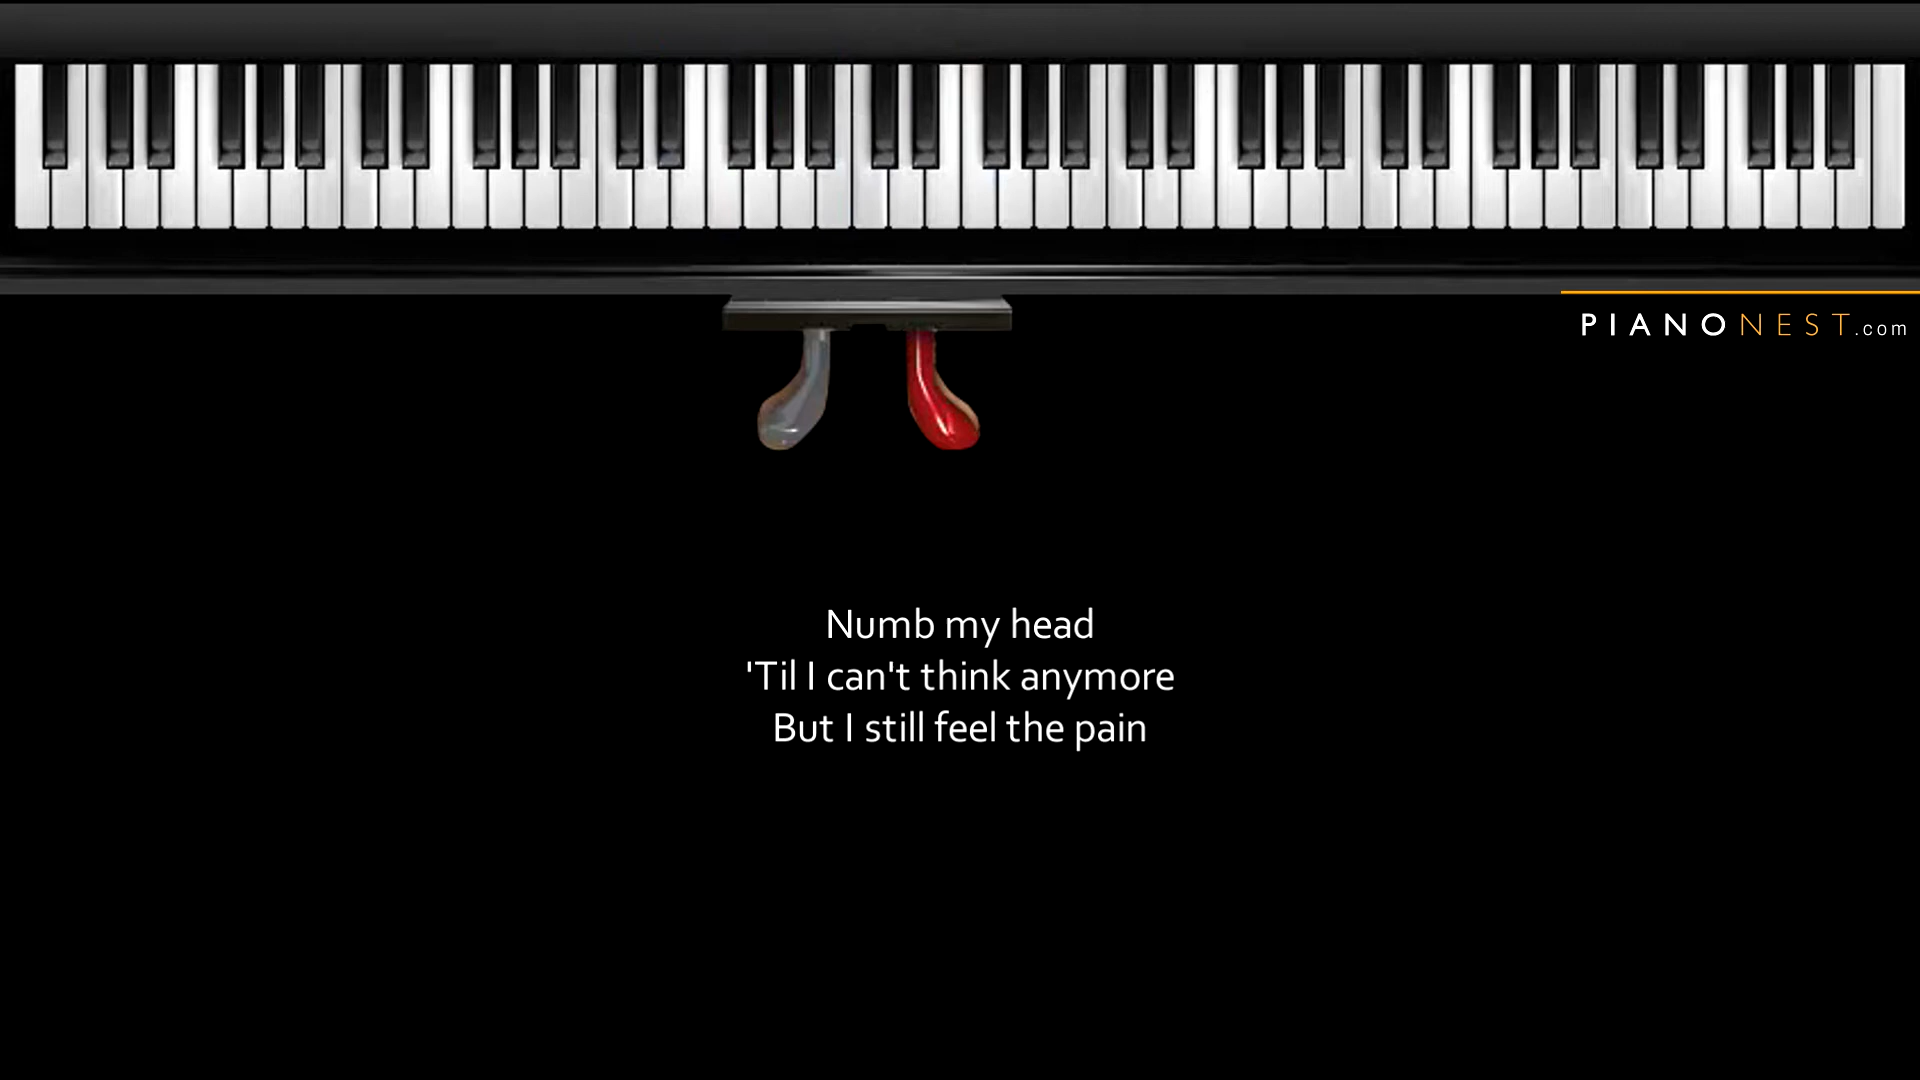 PIANONEST.com
Numb my head
'Til I can't think anymore
But I still feel the pain